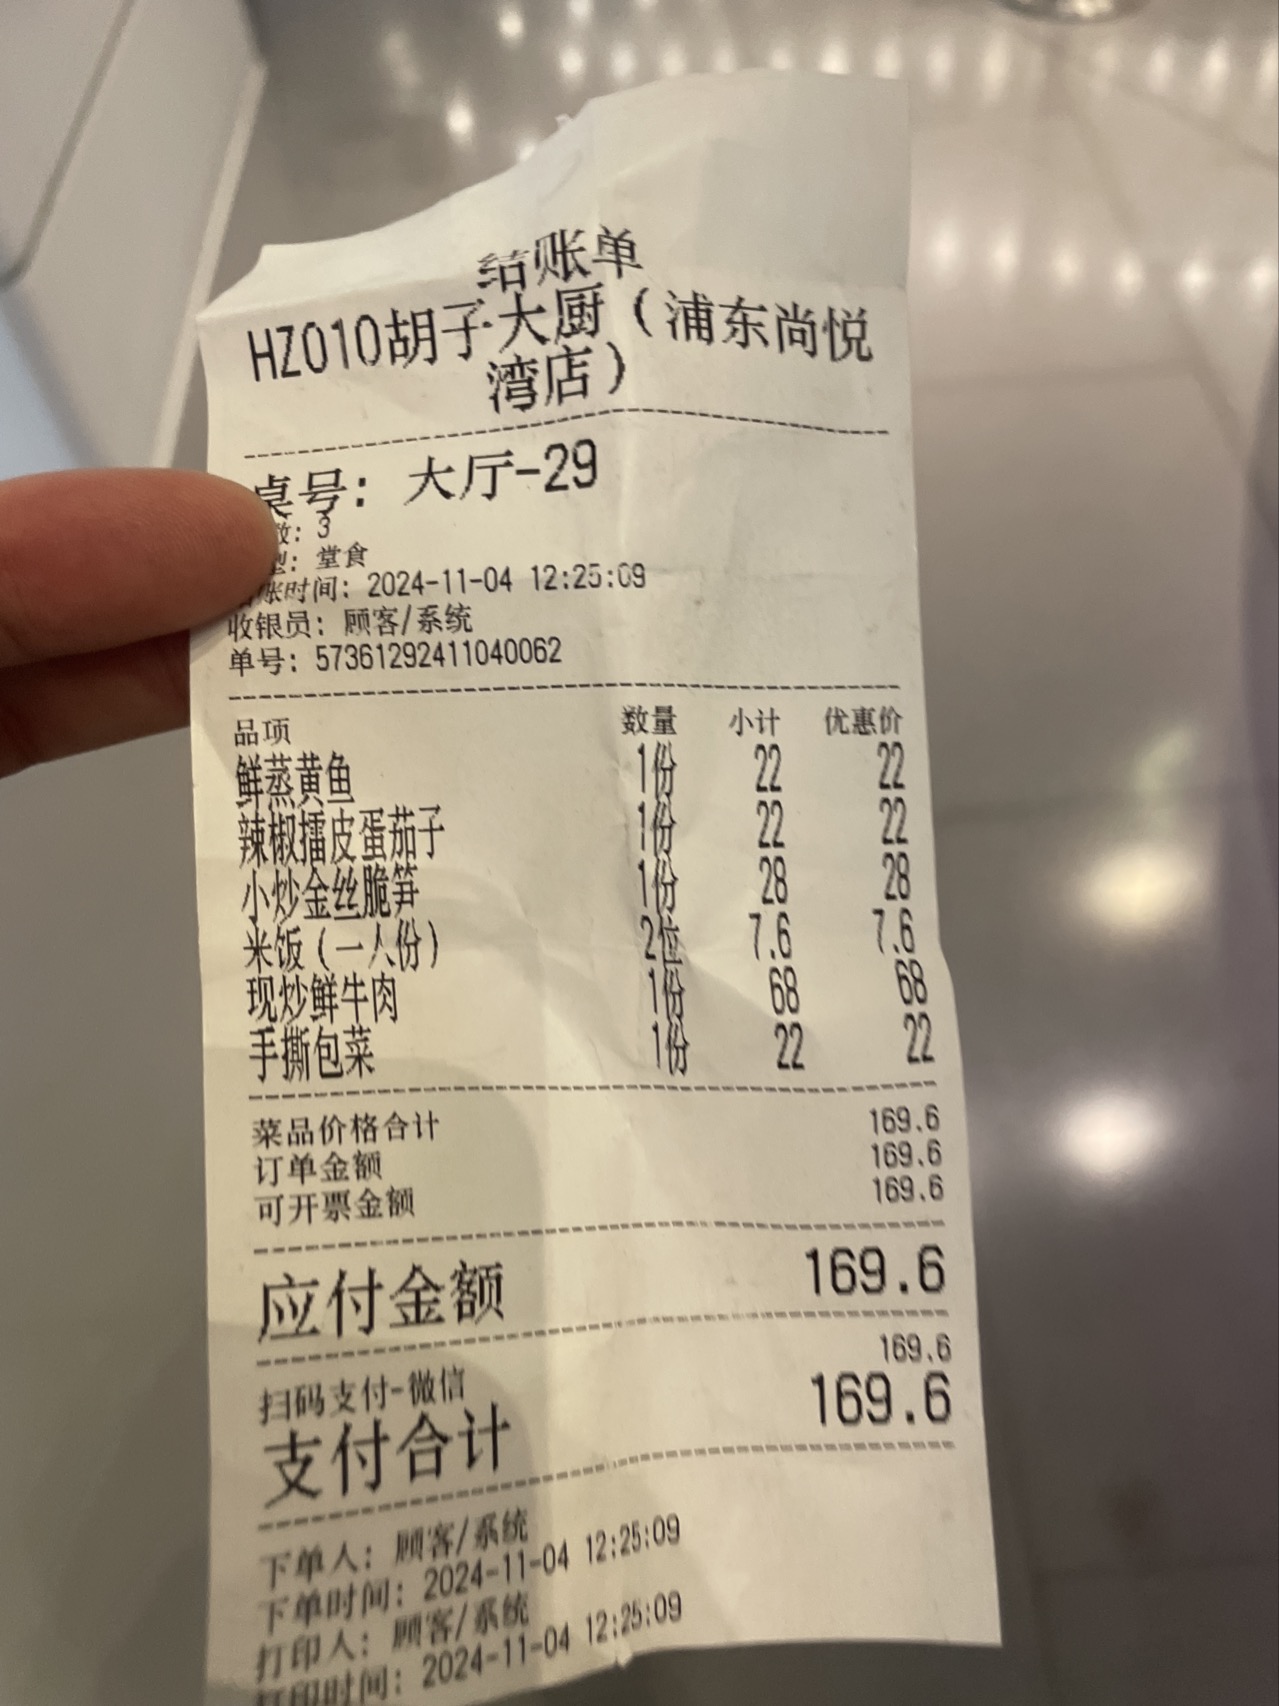 结账单
HZ010胡子大厨（浦东尚悦
湾店）
桌号：大厅-29
数：3
型：堂食
账时间：2024-11-04 12:25:09
收银员：顾客/系统
单号：57361292411040062
品项 数量 小计 优惠价
鲜蒸黄鱼 1份 22 22
辣椒擂皮蛋茄子 1份 22 22
小炒金丝脆笋 1份 28 28
米饭（一人份） 2位 7.6 7.6
现炒鲜牛肉 1份 68 68
手撕包菜 1份 22 22
菜品价格合计 169.6
订单金额 169.6
可开票金额 169.6
应付金额 169.6
扫码支付-微信 169.6
支付合计 169.6
下单人：顾客/系统
下单时间：2024-11-04 12:25:09
打印人：顾客/系统
打印时间：2024-11-04 12:25:09